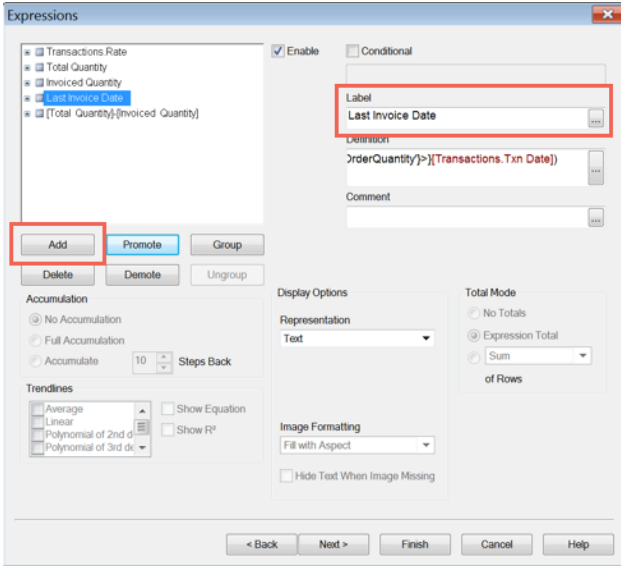 Expressions
Transactions.Rate
Total Quantity
Invoiced Quantity
Last Invoice Date
[Total Quantity]-[Invoiced Quantity]
Enable
Conditional
Label
Last Invoice Date
...
Definition
OrderQuantity'}>}[Transactions.Txn Date])
...
Comment
...
Add
Promote
Group
Delete
Demote
Ungroup
Accumulation
No Accumulation
Full Accumulation
Accumulate
10
Steps Back
Trendlines
Average
Linear
Polynomial of 2nd d
Polynomial of 3rd de
Show Equation
Show R²
Display Options
Representation
Text
Image Formatting
Fill with Aspect
Hide Text When Image Missing
Total Mode
No Totals
Expression Total
Sum
of Rows
< Back
Next >
Finish
Cancel
Help